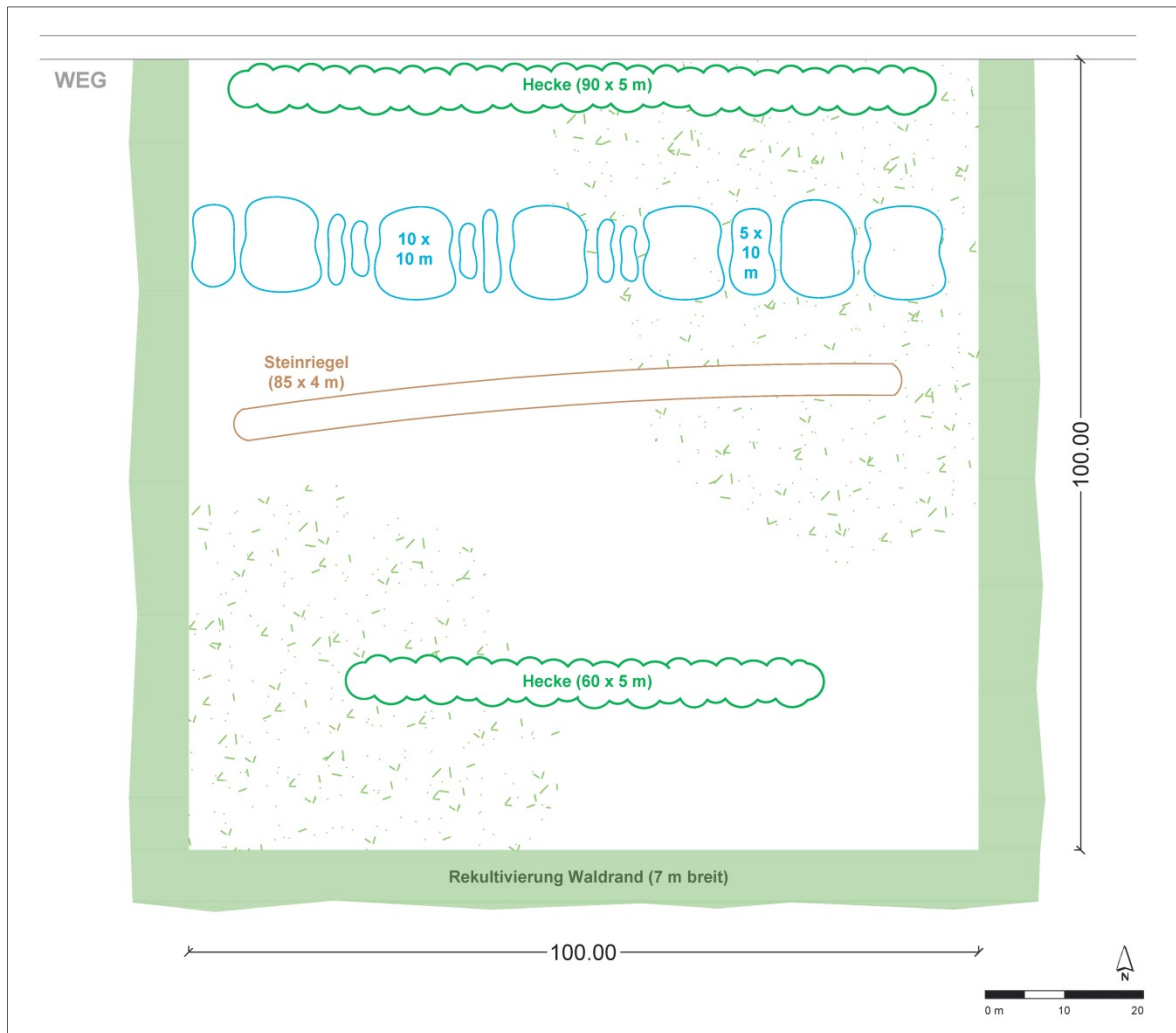 WEG
Hecke (90 x 5 m)
10 x
10 m
5 x
10
m
Steinriegel
(85 x 4 m)
100.00
Hecke (60 x 5 m)
Rekultivierung Waldrand (7 m breit)
100.00
N
0 m
10
20